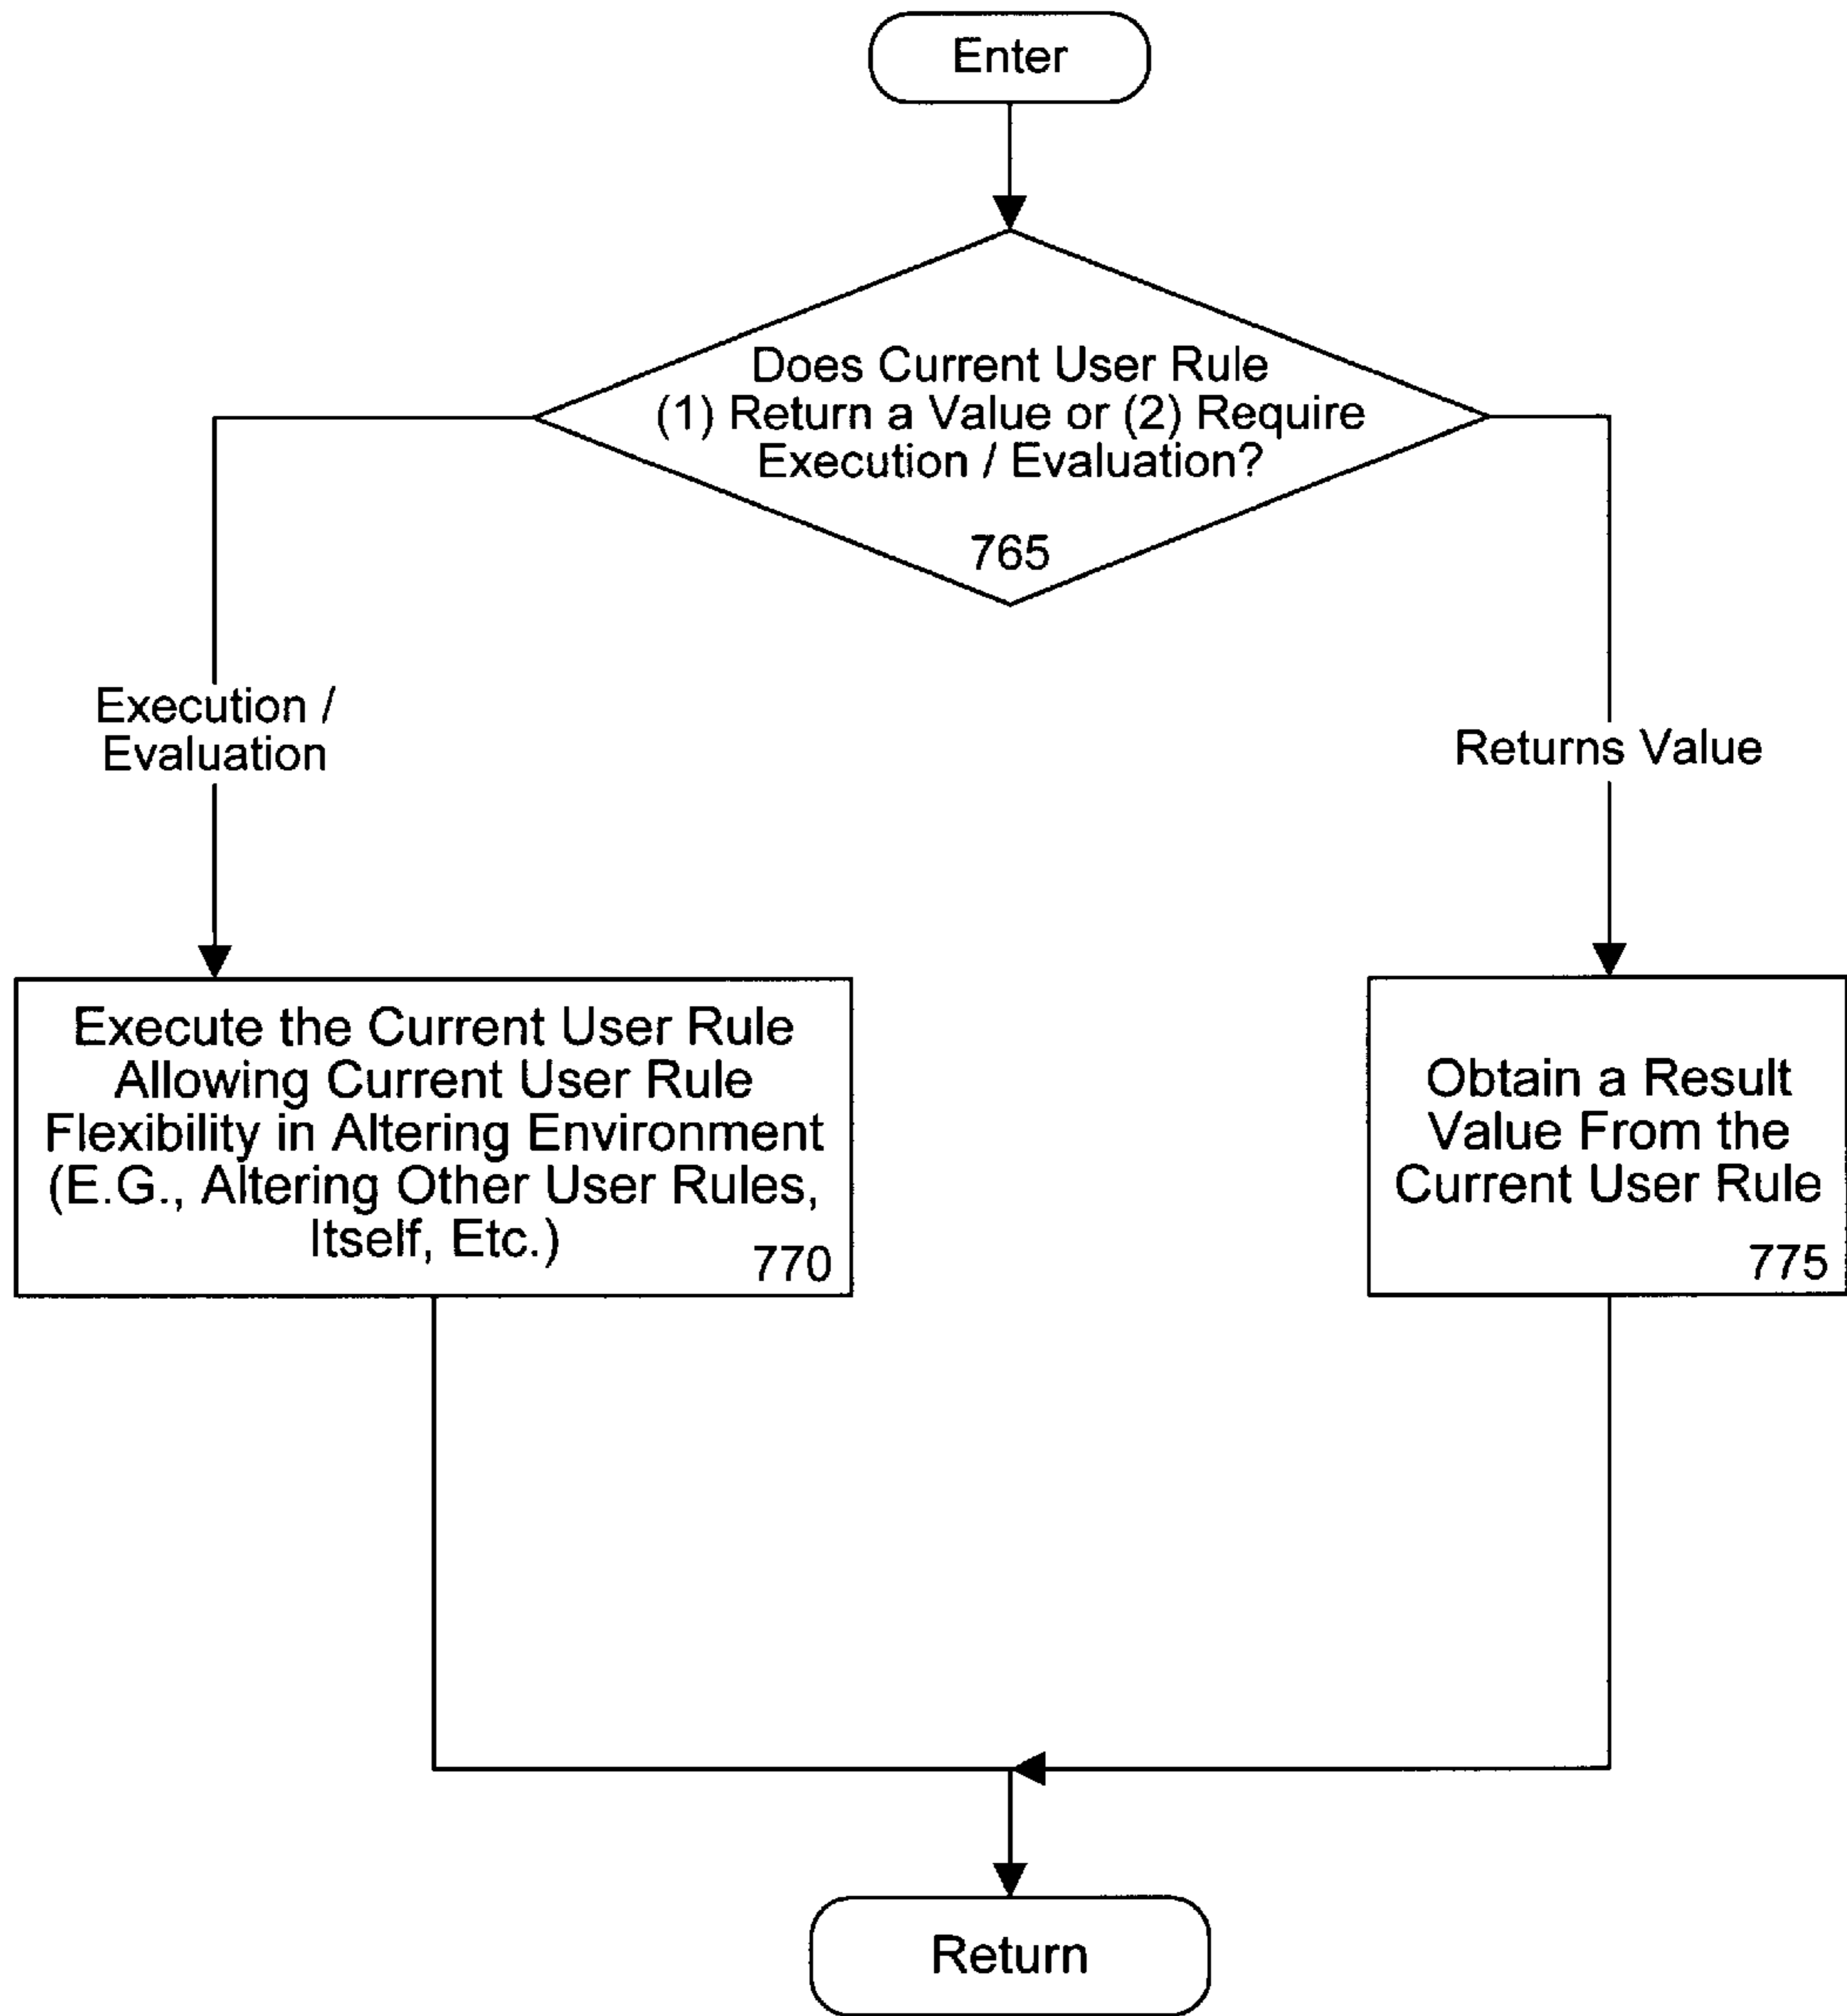 Enter
Does Current User Rule
(1) Return a Value or (2) Require
Execution / Evaluation?
765
Execution /
Evaluation
Returns Value
Execute the Current User Rule
Allowing Current User Rule
Flexibility in Altering Environment
(E.G., Altering Other User Rules,
Itself, Etc.)
770
Obtain a Result
Value From the
Current User Rule
775
Return